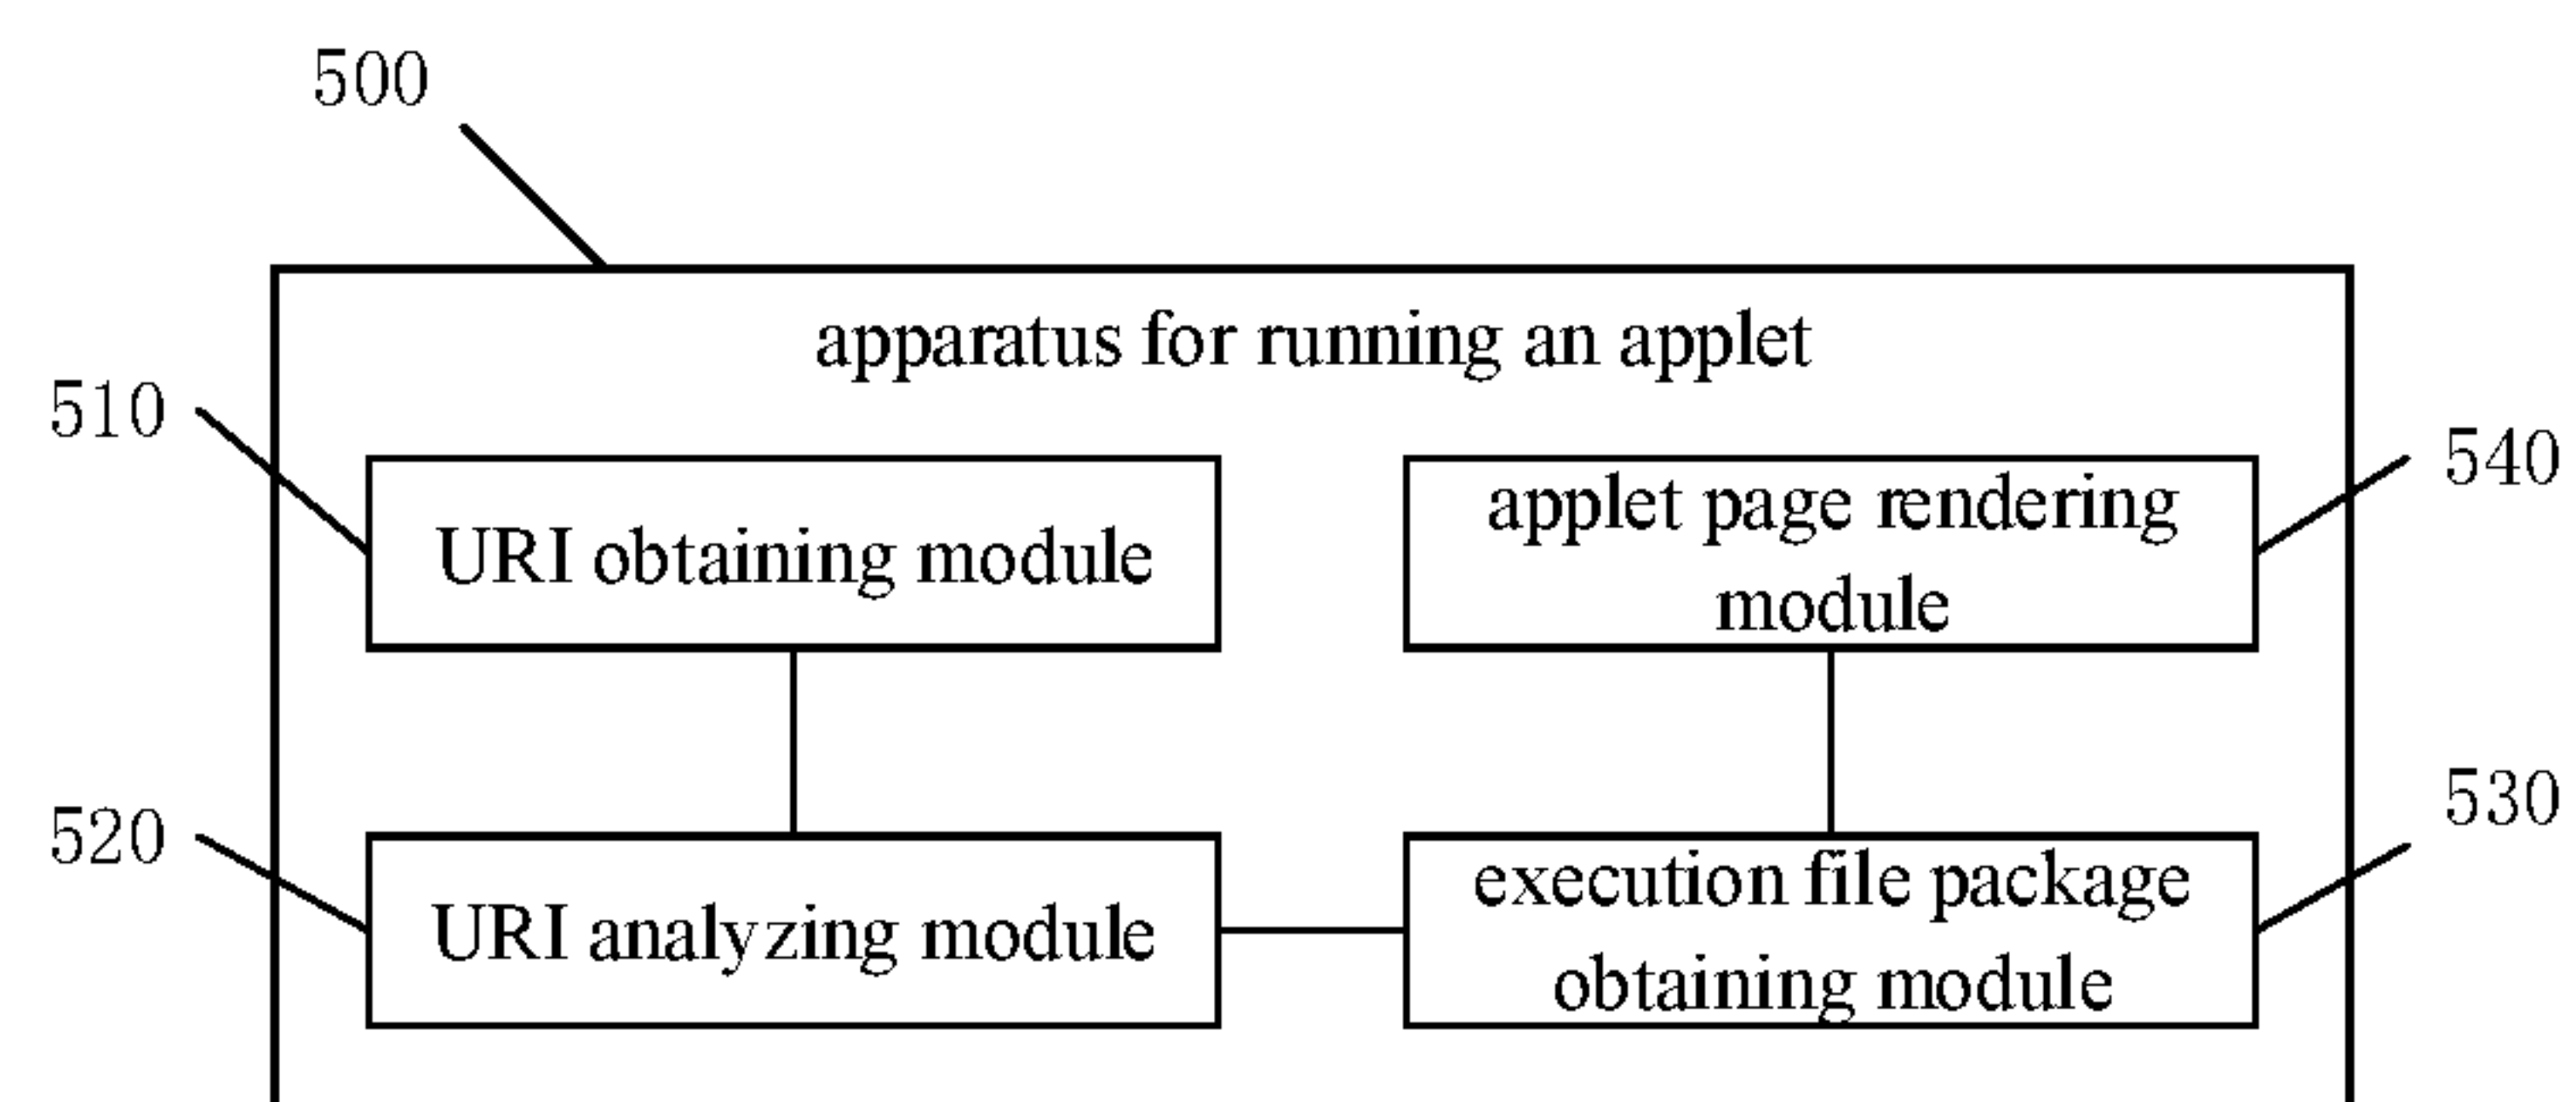 500
apparatus for running an applet
510
540
URI obtaining module
applet page rendering
module
520
530
URI analyzing module
execution file package
obtaining module